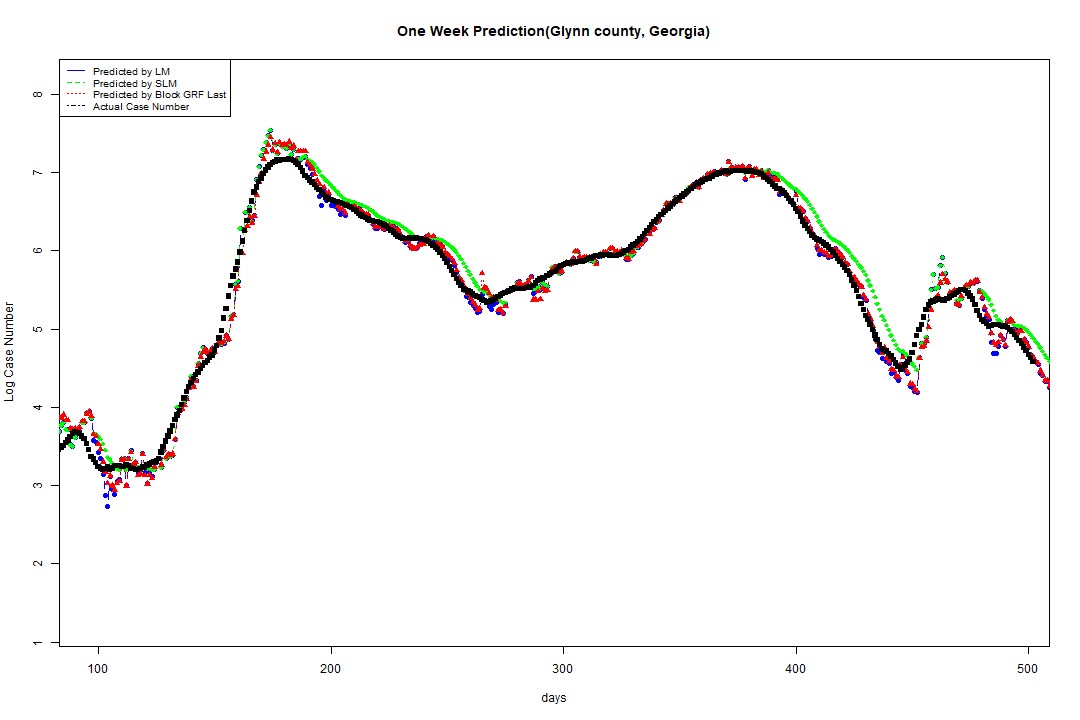 One Week Prediction(Glynn county, Georgia)
Predicted by LM
Predicted by SLM
Predicted by Block GRF Last
Actual Case Number
8
7
6
5
4
3
2
1
Log Case Number
100 200 300 400 500
days